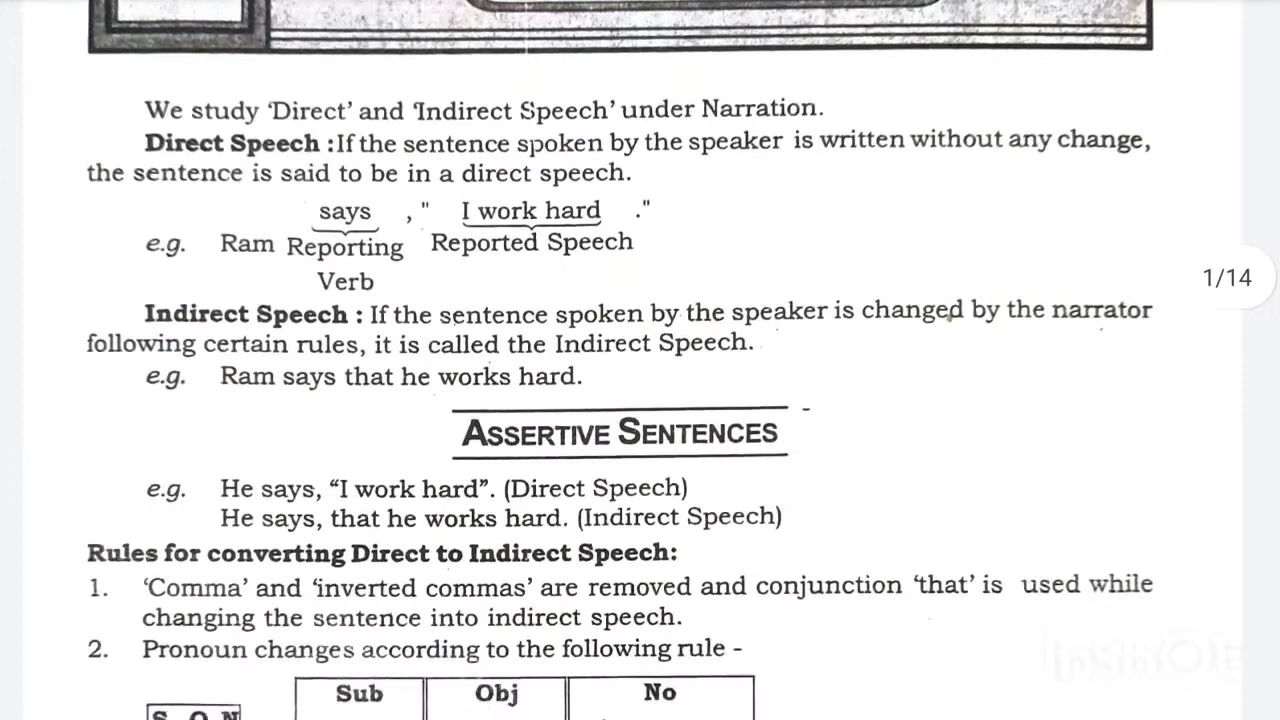 We study ‘Direct’ and ‘Indirect Speech’ under Narration.
Direct Speech :If the sentence spoken by the speaker is written without any change,
the sentence is said to be in a direct speech.
says , " I work hard ."
e.g. Ram Reporting Reported Speech
Verb
1/14
Indirect Speech : If the sentence spoken by the speaker is changed by the narrator
following certain rules, it is called the Indirect Speech.
e.g. Ram says that he works hard.
ASSERTIVE SENTENCES
e.g. He says, “I work hard”. (Direct Speech)
He says, that he works hard. (Indirect Speech)
Rules for converting Direct to Indirect Speech:
1. ‘Comma’ and ‘inverted commas’ are removed and conjunction ‘that’ is used while
changing the sentence into indirect speech.
2. Pronoun changes according to the following rule -
Sub Obj No
S O N